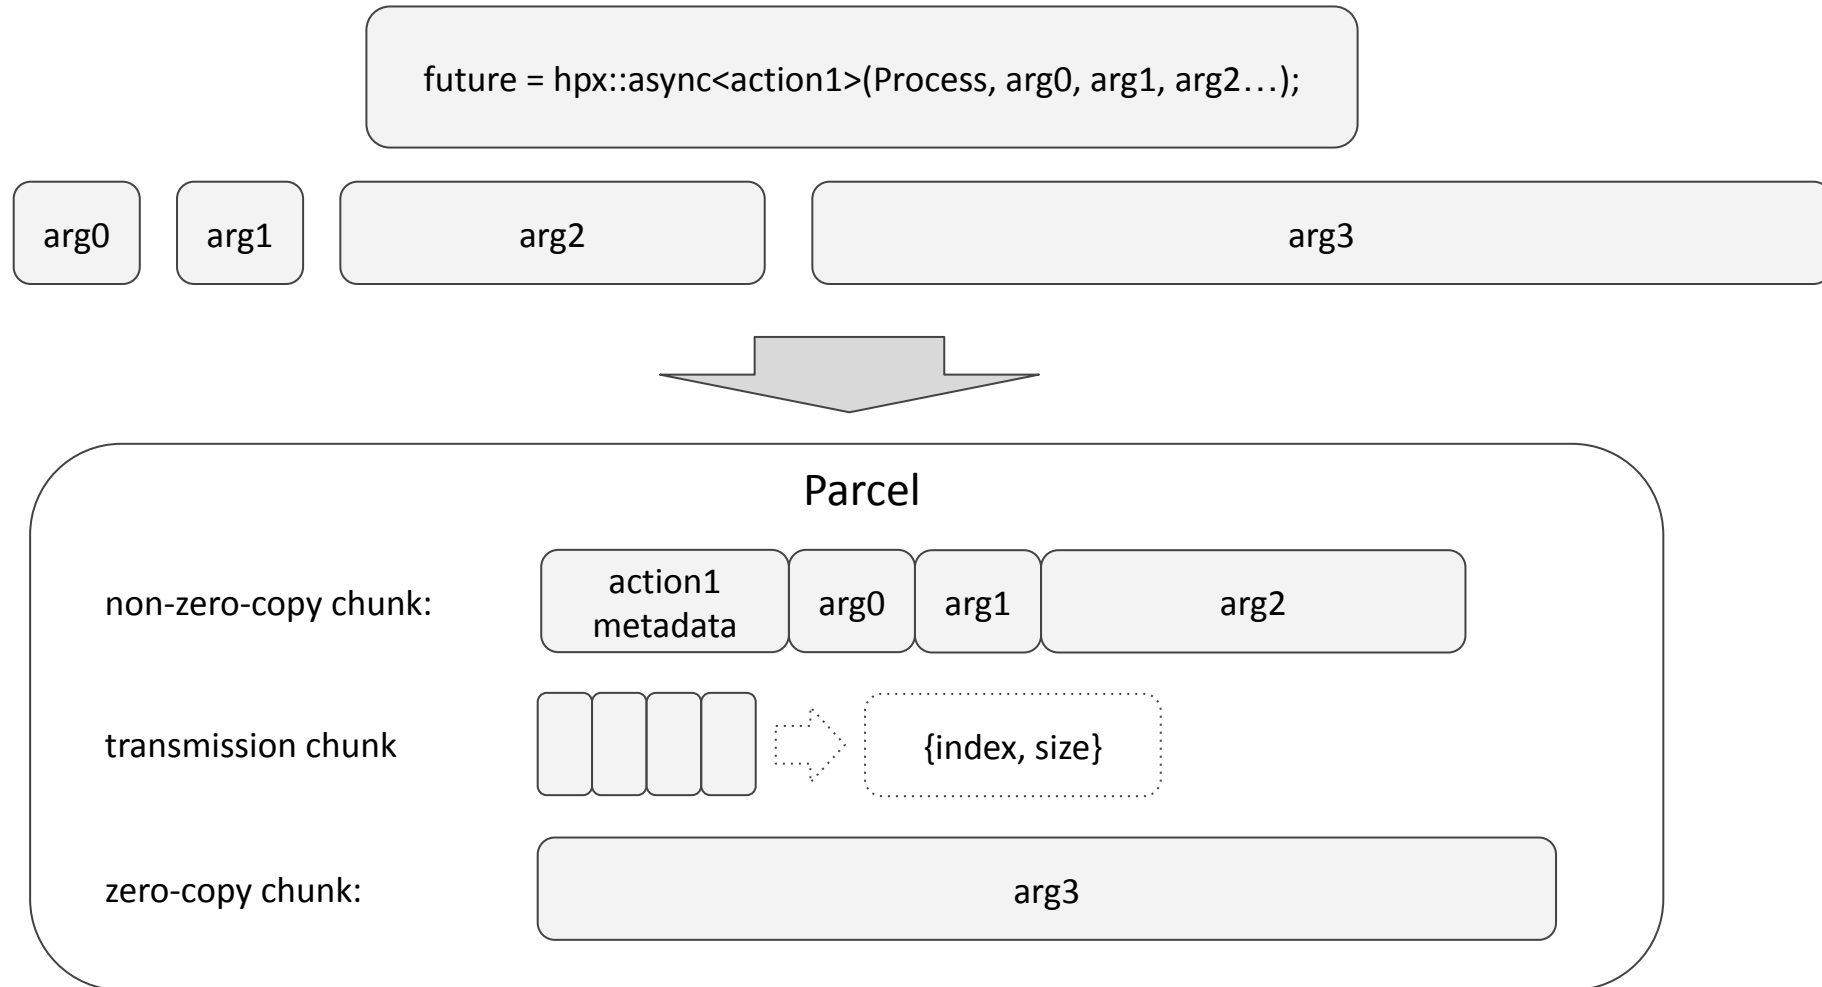 future = hpx::async<action1>(Process, arg0, arg1, arg2…);
arg0
arg1
arg2
arg3
Parcel
non-zero-copy chunk:
action1
metadata
arg0
arg1
arg2
transmission chunk
{index, size}
zero-copy chunk:
arg3